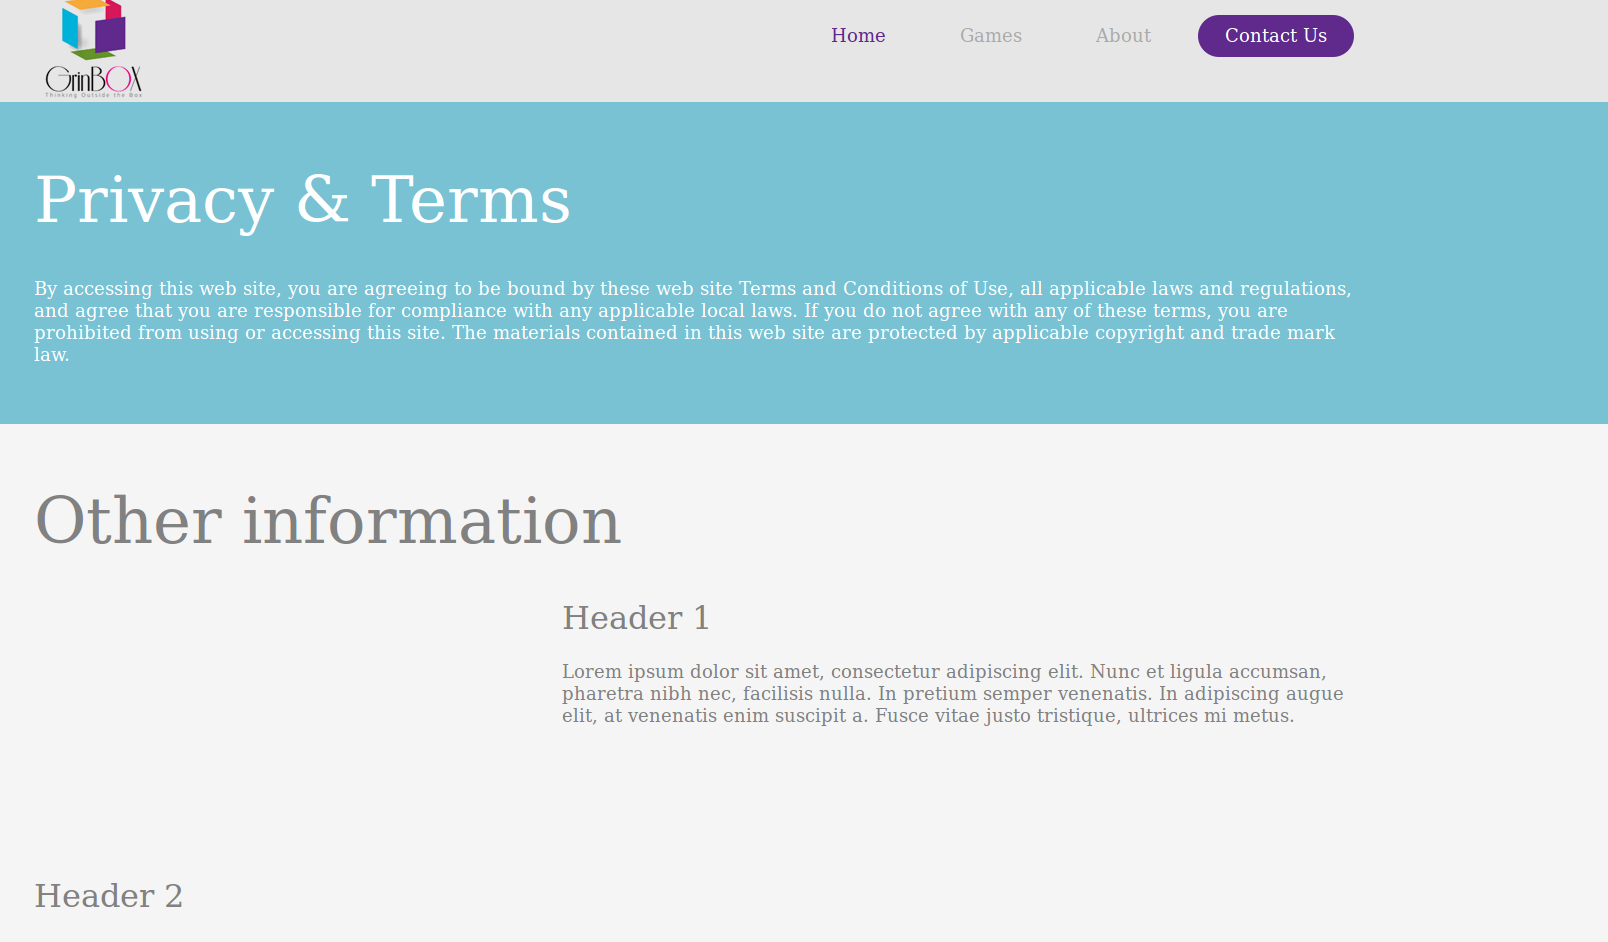 GrinBOX
Thinking Outside the Box
Home
Games
About
Contact Us
Privacy & Terms
By accessing this web site, you are agreeing to be bound by these web site Terms and Conditions of Use, all applicable laws and regulations,
and agree that you are responsible for compliance with any applicable local laws. If you do not agree with any of these terms, you are
prohibited from using or accessing this site. The materials contained in this web site are protected by applicable copyright and trade mark
law.
Other information
Header 1
Lorem ipsum dolor sit amet, consectetur adipiscing elit. Nunc et ligula accumsan,
pharetra nibh nec, facilisis nulla. In pretium semper venenatis. In adipiscing augue
elit, at venenatis enim suscipit a. Fusce vitae justo tristique, ultrices mi metus.
Header 2